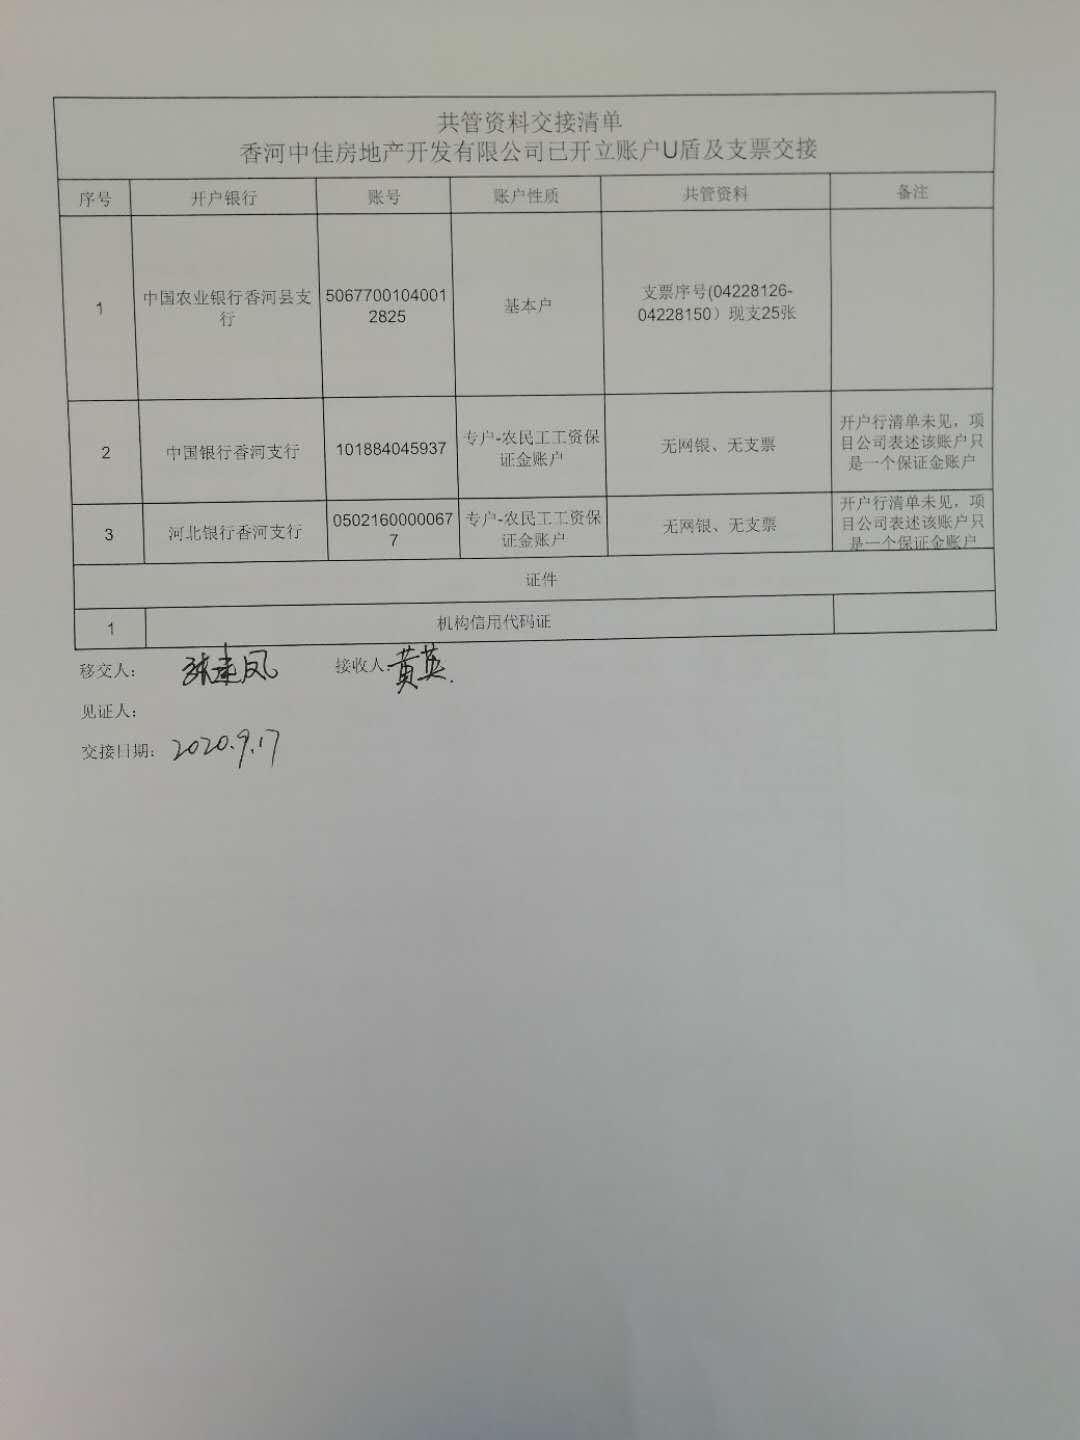 共管资料交接清单
香河中佳房地产开发有限公司已开立账户U盾及支票交接
序号 开户银行 账号 账户性质 共管资料 备注
1 中国农业银行香河县支行 50677001040012825 基本户 支票序号(04228126-04228150）现支25张
2 中国银行香河支行 101884045937 专户-农民工工资保证金账户 无网银、无支票 开户行清单未见，项目公司表述该账户只是一个保证金账户
3 河北银行香河支行 05021600000677 专户-农民工工资保证金账户 无网银、无支票 开户行清单未见，项目公司表述该账户只是一个保证金账户
证件
1 机构信用代码证
移交人： 接收人: 黄英.
见证人：
交接日期： 2020.9.17